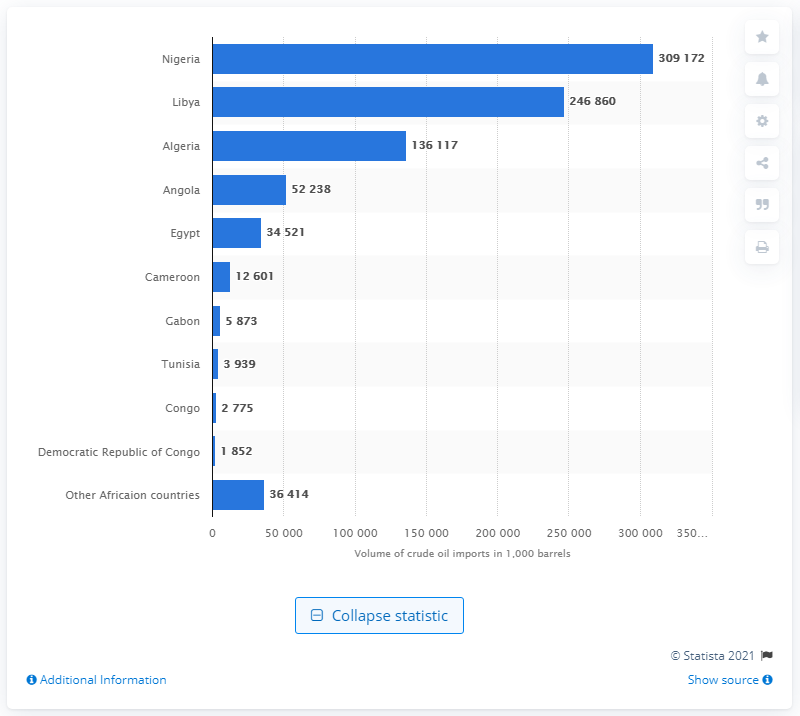 Nigeria 309 172
Libya 246 860
Algeria 136 117
Angola 52 238
Egypt 34 521
Cameroon 12 601
Gabon 5 873
Tunisia 3 939
Congo 2 775
Democratic Republic of Congo 1 852
Other Africaion countries 36 414
0 50 000 100 000 150 000 200 000 250 000 300 000 350...
Volume of crude oil imports in 1,000 barrels
Collapse statistic
© Statista 2021
Additional Information Show source